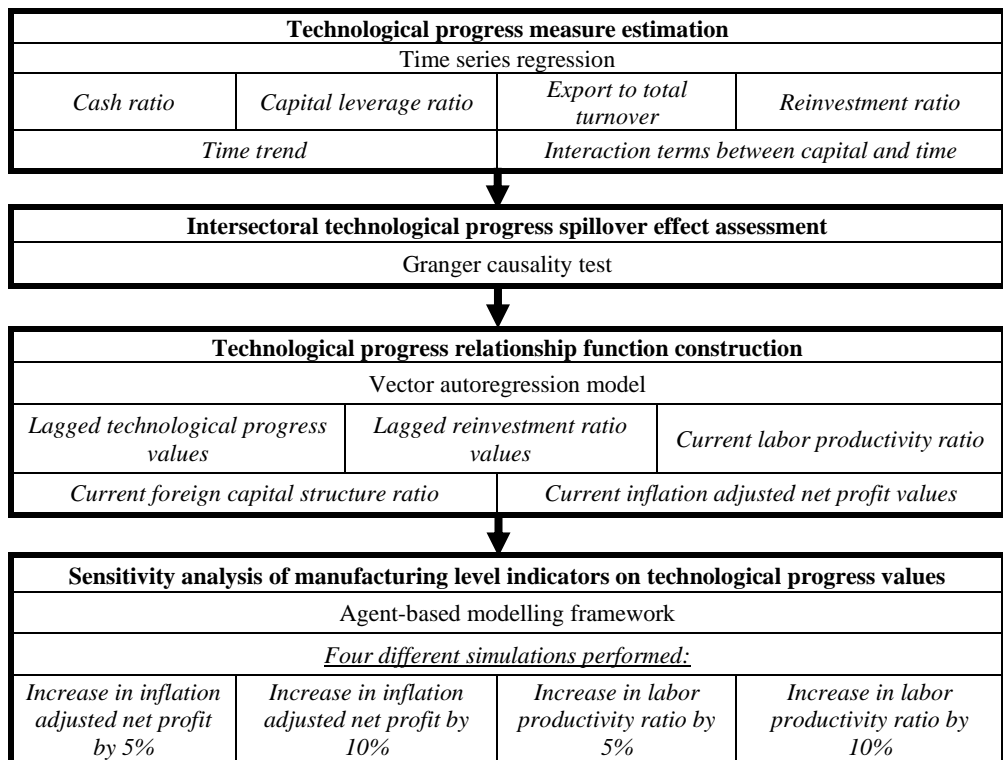 Technological progress measure estimation
Time series regression
Cash ratio
Capital leverage ratio
Export to total
turnover
Reinvestment ratio
Time trend
Interaction terms between capital and time
Intersectoral technological progress spillover effect assessment
Granger causality test
Technological progress relationship function construction
Vector autoregression model
Lagged technological progress
values
Lagged reinvestment ratio
values
Current labor productivity ratio
Current foreign capital structure ratio
Current inflation adjusted net profit values
Sensitivity analysis of manufacturing level indicators on technological progress values
Agent-based modelling framework
Four different simulations performed:
Increase in inflation
adjusted net profit
by 5%
Increase in inflation
adjusted net profit by
10%
Increase in labor
productivity ratio by
5%
Increase in labor
productivity ratio by
10%